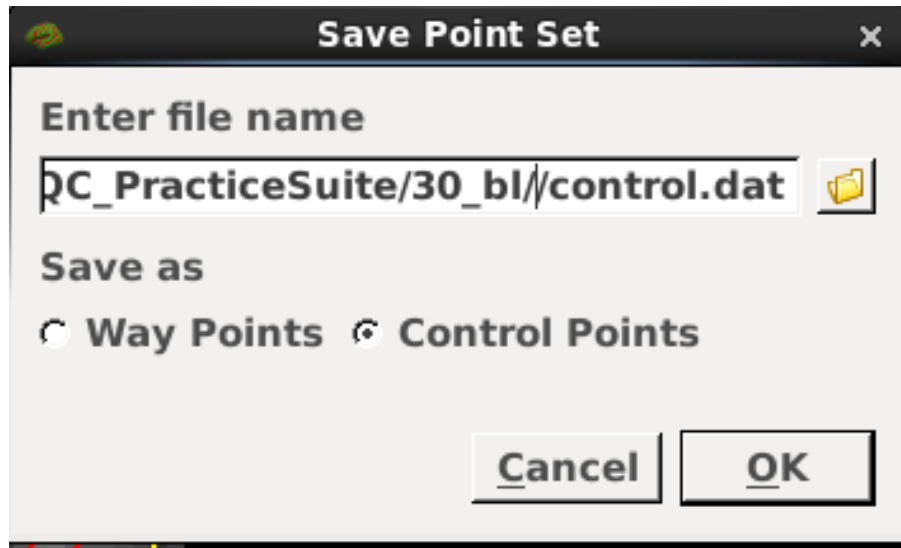 Save Point Set
Enter file name
QC_PracticeSuite/30_bl//control.dat
Save as
Way Points Control Points
Cancel OK